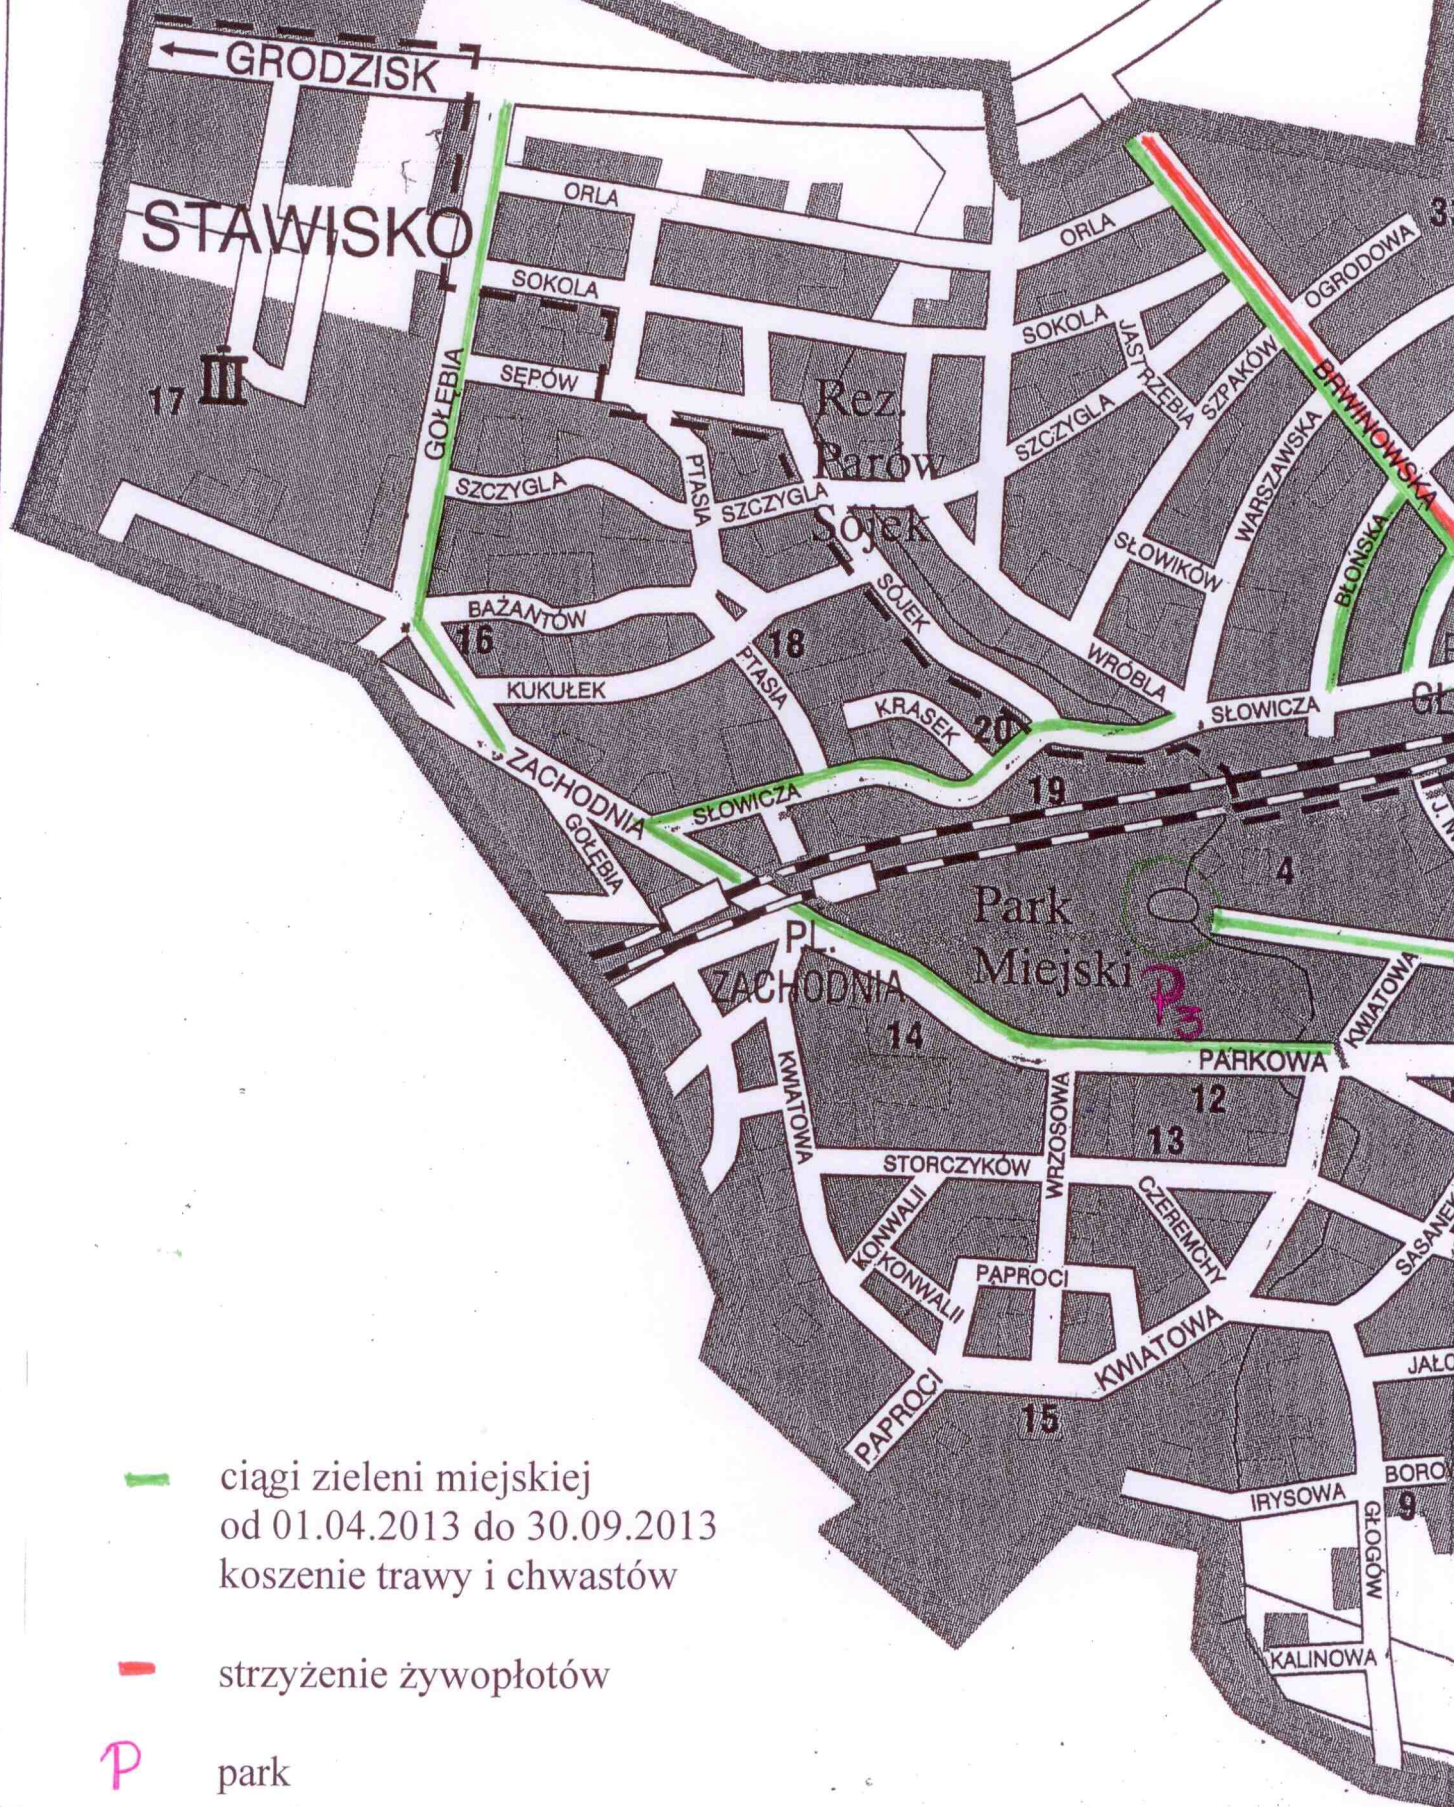 GRODZISK
STAWISKO
ORLA
ORLA
3
OGRODOWA
SOKOLA
SOKOLA
JASTRZĘBIA
SZPAKÓW
BRWINOWSKA
GOŁĘBIA
SĘPÓW
17
Rez.
Parów
Sójek
SZCZYGLA
WARSZAWSKA
PTASIA
SZCZYGLA
SZCZYGLA
SŁOWIKÓW
BŁOŃSKA
BAŻANTÓW
SÓJEK
16
18
WRÓBLA
KUKUŁEK
PTASIA
KRASEK
20
SŁOWICZA
ZACHODNIA
SŁOWICZA
19
GOŁĘBIA
4
Park
Miejski
P3
PL.
ZACHODNIA
KWIATOWA
14
PARKOWA
12
KWIATOWA
WRZOSOWA
13
STORCZYKÓW
KONWALII
CZEREMCHY
KONWALII
PAPROCI
KWIATOWA
PAPROCI
15
IRYSOWA
9
GŁOGÓW
KALINOWA
ciągi zieleni miejskiej
od 01.04.2013 do 30.09.2013
koszenie trawy i chwastów
strzyżenie żywopłotów
P park